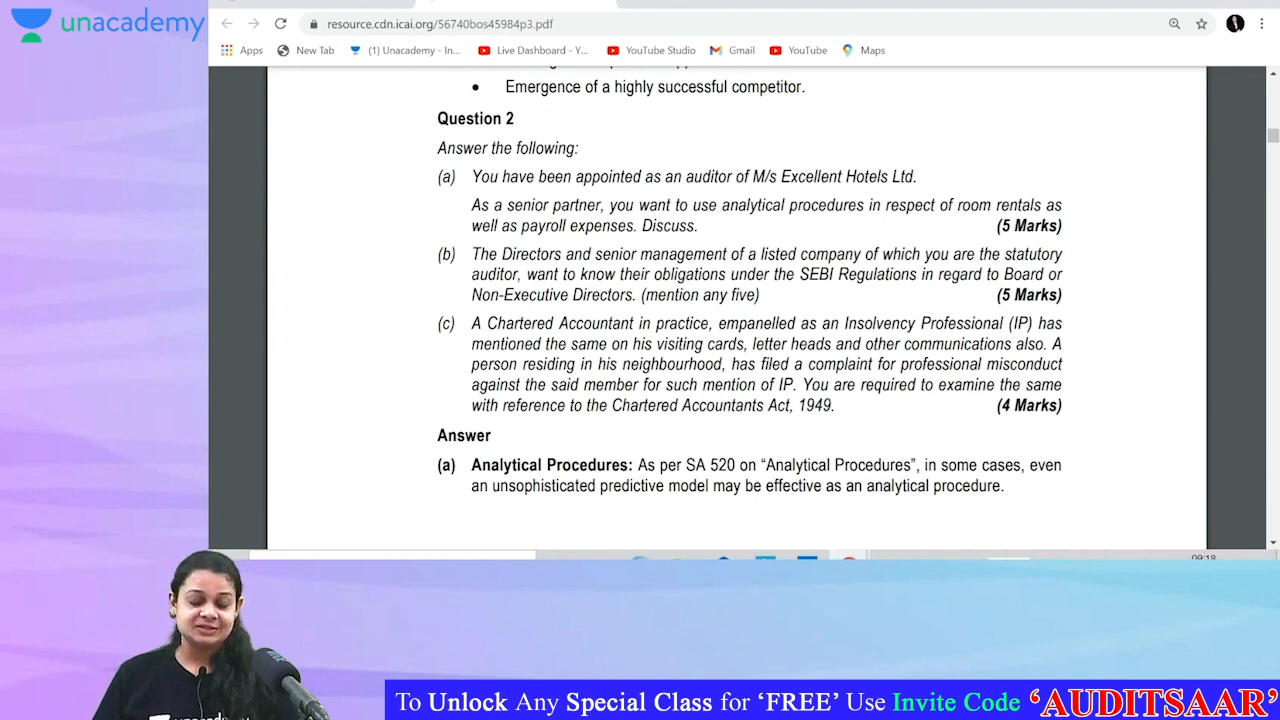 unacademy
resource.cdn.icai.org/56740bos45984p3.pdf
Apps New Tab (1) Unacademy - In... Live Dashboard - Y... YouTube Studio Gmail YouTube Maps
• Emergence of a highly successful competitor.
Question 2
Answer the following:
(a) You have been appointed as an auditor of M/s Excellent Hotels Ltd.
As a senior partner, you want to use analytical procedures in respect of room rentals as
well as payroll expenses. Discuss. (5 Marks)
(b) The Directors and senior management of a listed company of which you are the statutory
auditor, want to know their obligations under the SEBI Regulations in regard to Board or
Non-Executive Directors. (mention any five) (5 Marks)
(c) A Chartered Accountant in practice, empanelled as an Insolvency Professional (IP) has
mentioned the same on his visiting cards, letter heads and other communications also. A
person residing in his neighbourhood, has filed a complaint for professional misconduct
against the said member for such mention of IP. You are required to examine the same
with reference to the Chartered Accountants Act, 1949. (4 Marks)
Answer
(a) Analytical Procedures: As per SA 520 on “Analytical Procedures”, in some cases, even
an unsophisticated predictive model may be effective as an analytical procedure.
09:18
To Unlock Any Special Class for ‘FREE’ Use Invite Code ‘AUDITSAAR’